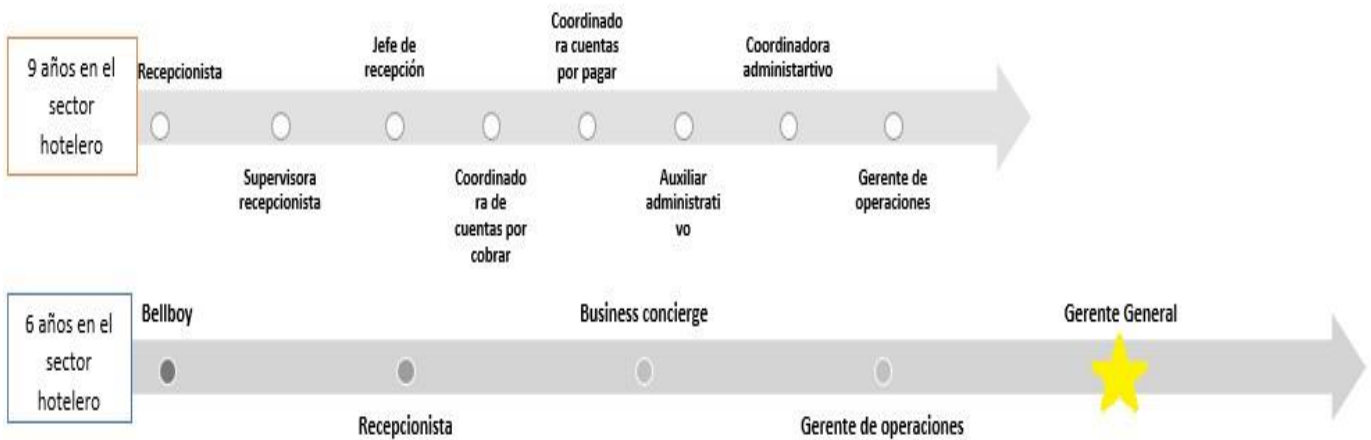 9 años en el
sector
hotelero
Recepcionista
Supervisora
recepcionista
Jefe de
recepción
Coordinado
ra de
cuentas por
cobrar
Coordinado
ra cuentas
por pagar
Auxiliar
administrati
vo
Coordinadora
administartivo
Gerente de
operaciones
6 años en el
sector
hotelero
Bellboy
Recepcionista
Business concierge
Gerente de operaciones
Gerente General